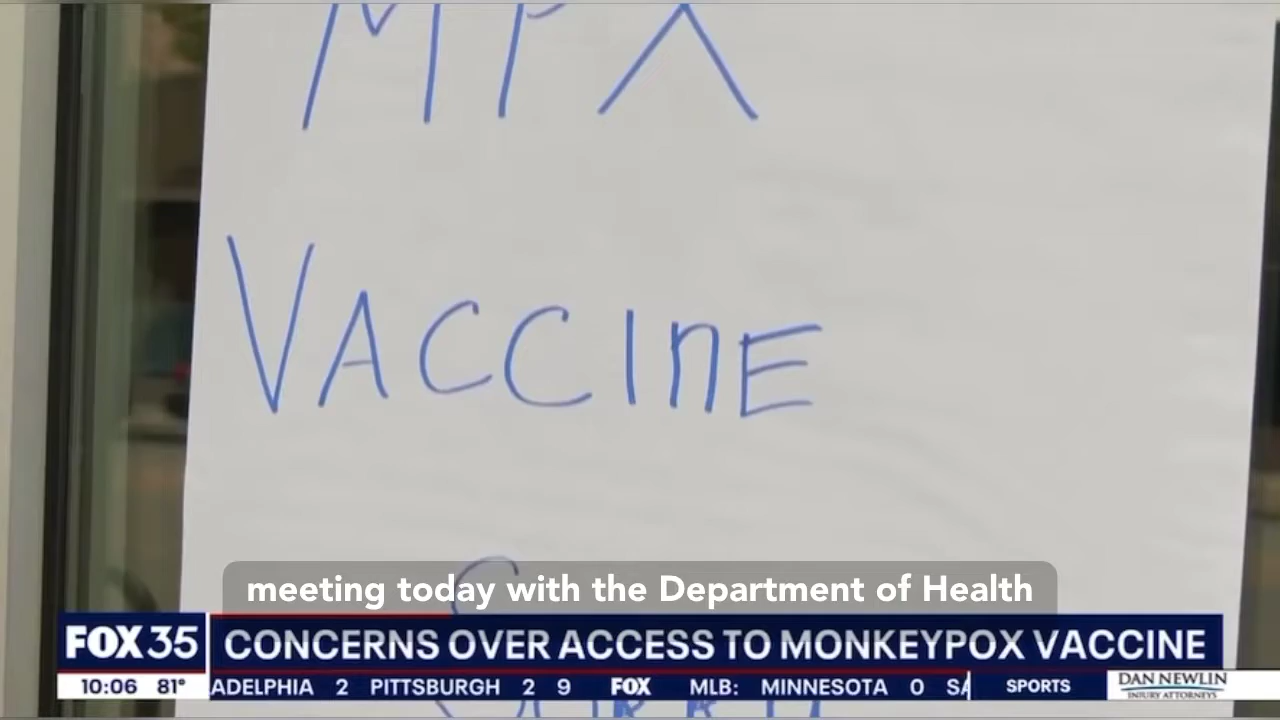 MPX
VACCINE
meeting today with the Department of Health
FOX 35
CONCERNS OVER ACCESS TO MONKEYPOX VACCINE
10:06 81°
ADELPHIA 2 PITTSBURGH 2 9 FOX MLB: MINNESOTA 0 SA
SPORTS
DAN NEWLIN
INJURY ATTORNEYS